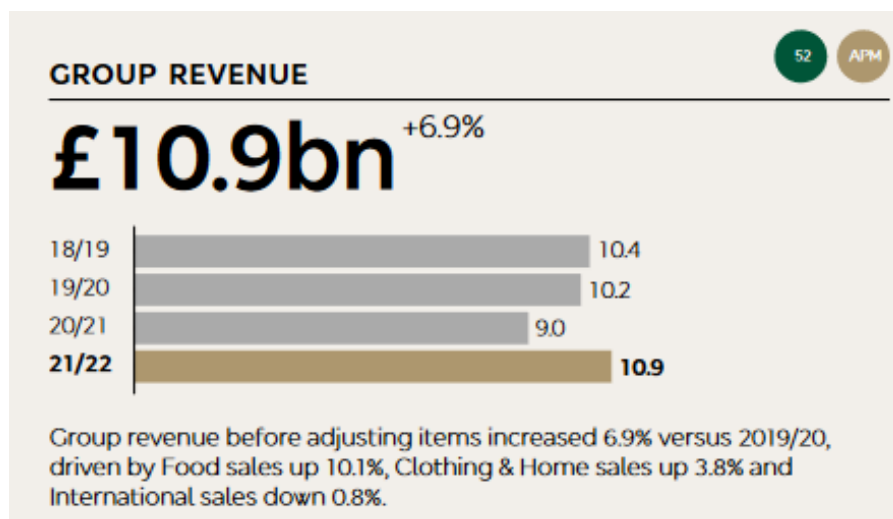 GROUP REVENUE
52
APM
£10.9bn +6.9%
18/19 10.4
19/20 10.2
20/21 9.0
21/22 10.9
Group revenue before adjusting items increased 6.9% versus 2019/20,
driven by Food sales up 10.1%, Clothing & Home sales up 3.8% and
International sales down 0.8%.